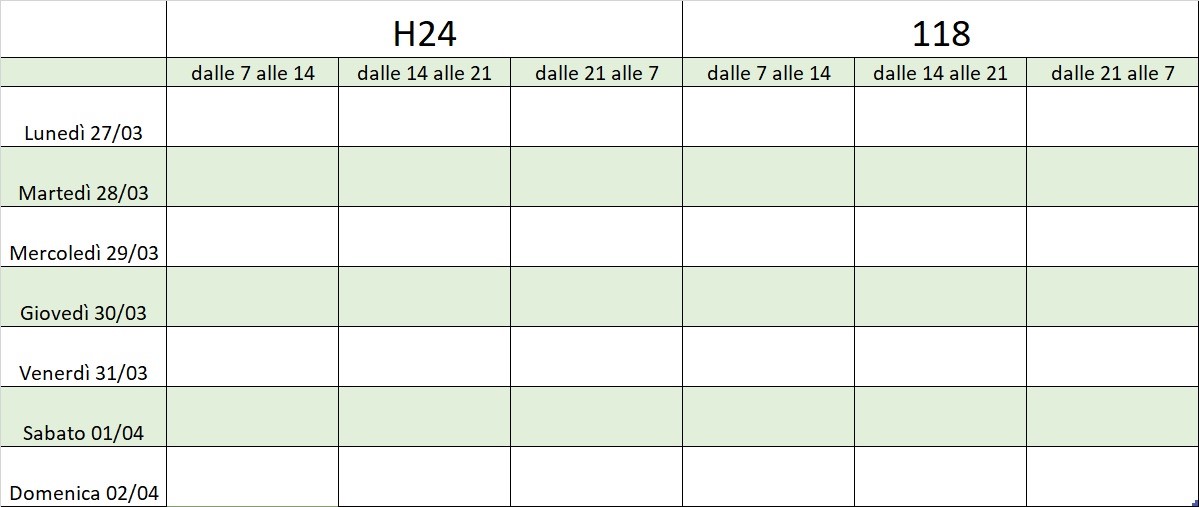 H24 118
dalle 7 alle 14 dalle 14 alle 21 dalle 21 alle 7 dalle 7 alle 14 dalle 14 alle 21 dalle 21 alle 7
Lunedì 27/03
Martedì 28/03
Mercoledì 29/03
Giovedì 30/03
Venerdì 31/03
Sabato 01/04
Domenica 02/04